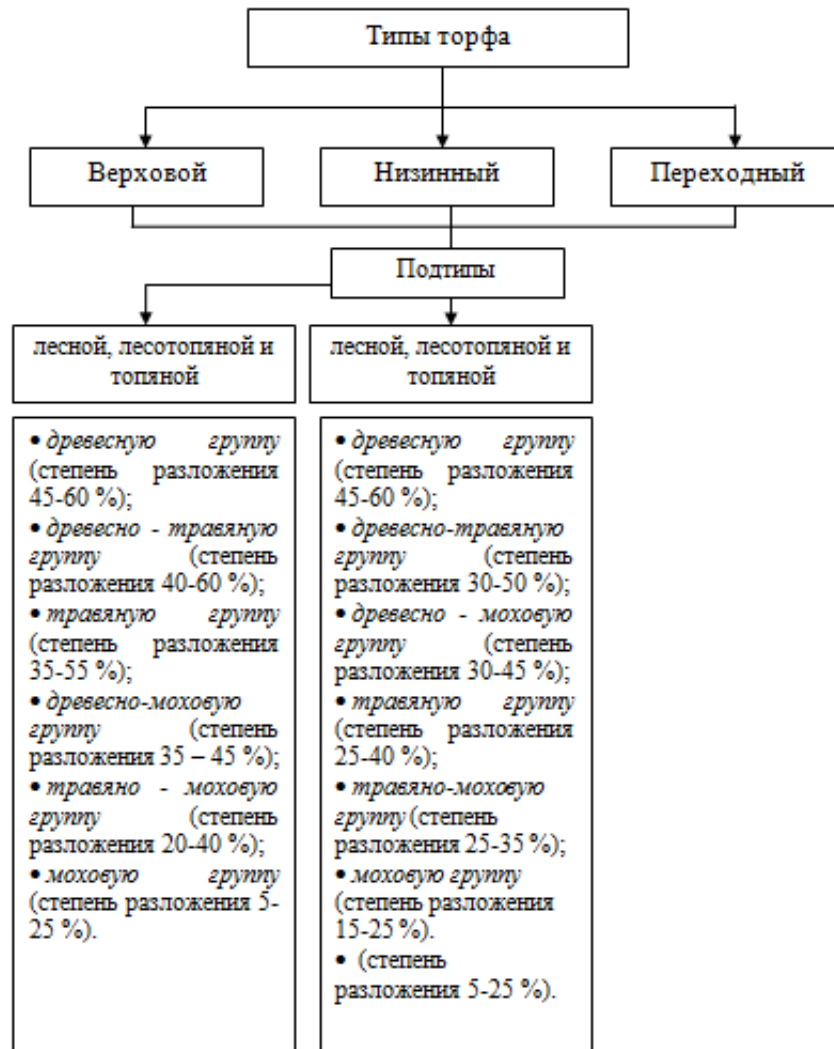 Типы торфа
Верховой
Низинный
Переходный
Подтипы
лесной, лесотопяной и
топяной
лесной, лесотопяной и
топяной
• древесную группу
(степень разложения
45-60 %);
• древесно - травяную
группу (степень
разложения 40-60 %);
• травяную группу
(степень разложения
35-55 %);
• древесно-моховую
группу (степень
разложения 35 – 45 %);
• травяно - моховую
группу (степень
разложения 20-40 %);
• моховую группу
(степень разложения 5-
25 %).
• древесную группу
(степень разложения
45-60 %);
• древесно-травяную
группу (степень
разложения 30-50 %);
• древесно - моховую
группу (степень
разложения 30-45 %);
• травяную группу
(степень разложения
25-40 %);
• травяно-моховую
группу (степень
разложения 25-35 %);
• моховую группу
(степень разложения
15-25 %).
• (степень
разложения 5-25 %).